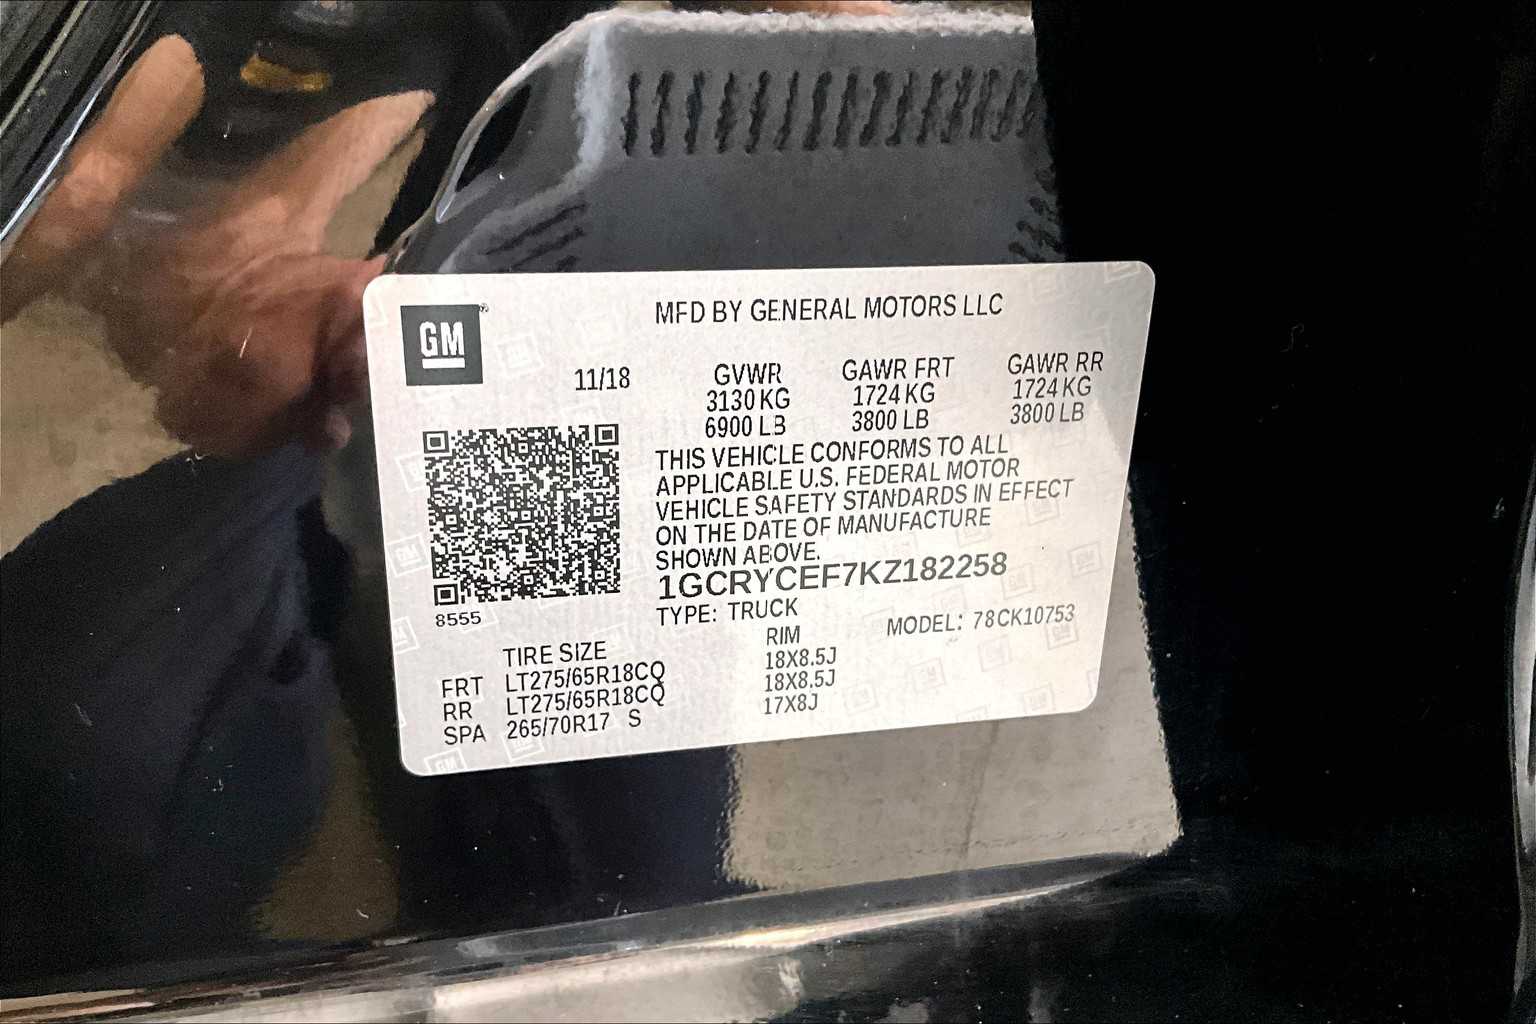 GM
MFD BY GENERAL MOTORS LLC
11/18
GVWR GAWR FRT GAWR RR
3130 KG 1724 KG 1724 KG
6900 LB 3800 LB 3800 LB
THIS VEHICLE CONFORMS TO ALL
APPLICABLE U.S. FEDERAL MOTOR
VEHICLE SAFETY STANDARDS IN EFFECT
ON THE DATE OF MANUFACTURE
SHOWN ABOVE.
1GCRYCEF7KZ182258
8555
TYPE: TRUCK
MODEL: 78CK10753
TIRE SIZE RIM
FRT LT275/65R18CQ 18X8.5J
RR LT275/65R18CQ 18X8.5J
SPA 265/70R17 S 17X8J